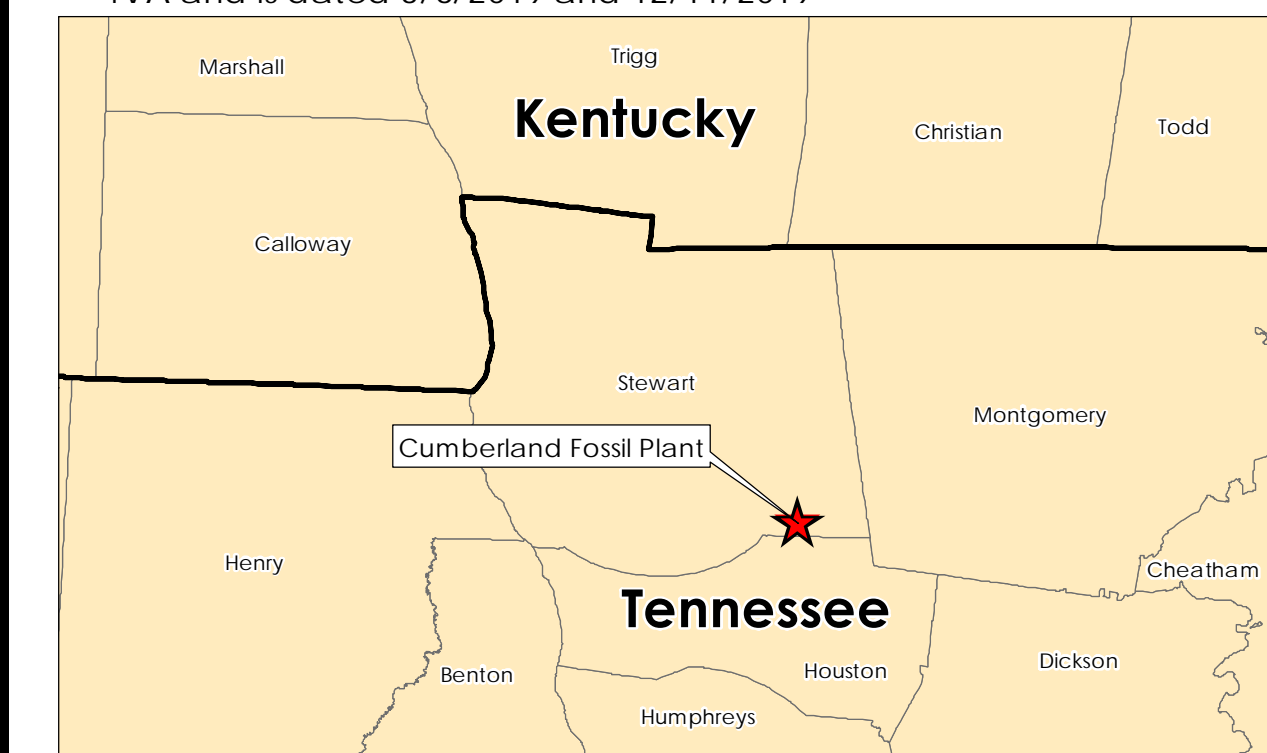 Marshall
Trigg
Kentucky
Christian
Todd
Calloway
Stewart
Montgomery
Cumberland Fossil Plant
Henry
Cheatham
Tennessee
Benton
Houston
Dickson
Humphreys